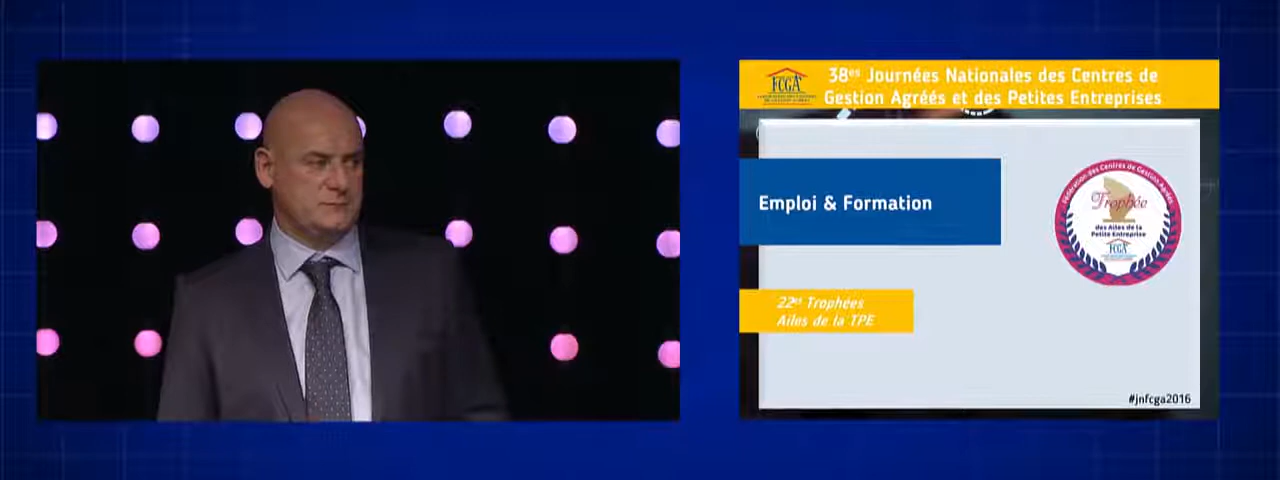 FCGA
38es Journées Nationales des Centres de
Gestion Agréés et des Petites Entreprises
Emploi & Formation
Fédération des Centres de Gestion Agréés
Trophée
des Ailes de la
Petite Entreprise
FCGA
22es Trophées
Ailes de la TPE
#jnfcga2016